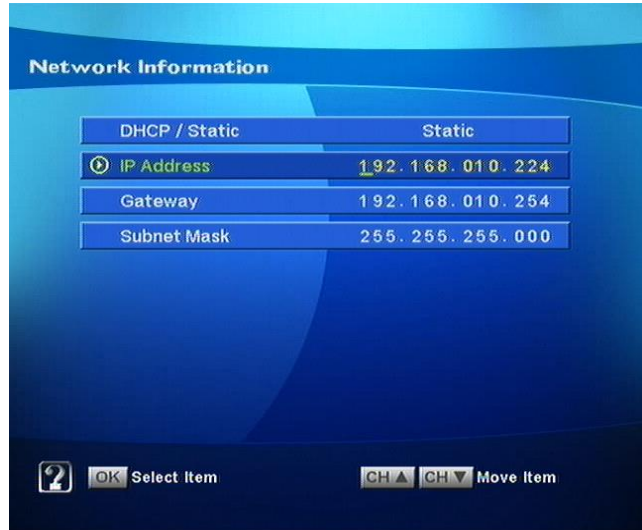 Network Information
DHCP / Static Static
IP Address 192.168.010.224
Gateway 192.168.010.254
Subnet Mask 255.255.255.000
? OK Select Item CH▲ CH▼ Move Item